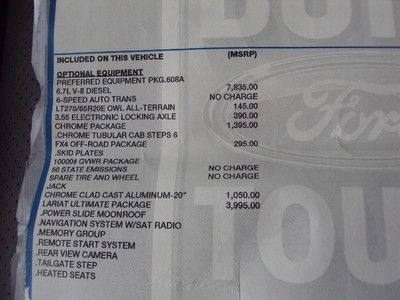 INCLUDED ON THIS VEHICLE (MSRP)
OPTIONAL EQUIPMENT
PREFERRED EQUIPMENT PKG.608A
6.7L V-8 DIESEL 7,835.00
6-SPEED AUTO TRANS NO CHARGE
LT275/65R20E OWL ALL-TERRAIN 145.00
3.55 ELECTRONIC LOCKING AXLE 390.00
CHROME PACKAGE 1,395.00
.CHROME TUBULAR CAB STEPS 6
FX4 OFF-ROAD PACKAGE 295.00
.SKID PLATES
10000# GVWR PACKAGE
50 STATE EMISSIONS NO CHARGE
SPARE TIRE AND WHEEL NO CHARGE
JACK
CHROME CLAD CAST ALUMINUM-20" 1,050.00
LARIAT ULTIMATE PACKAGE 3,995.00
.POWER SLIDE MOONROOF
.NAVIGATION SYSTEM W/SAT RADIO
.MEMORY GROUP
.REMOTE START SYSTEM
.REAR VIEW CAMERA
.TAILGATE STEP
.HEATED SEATS
Ford
TOU